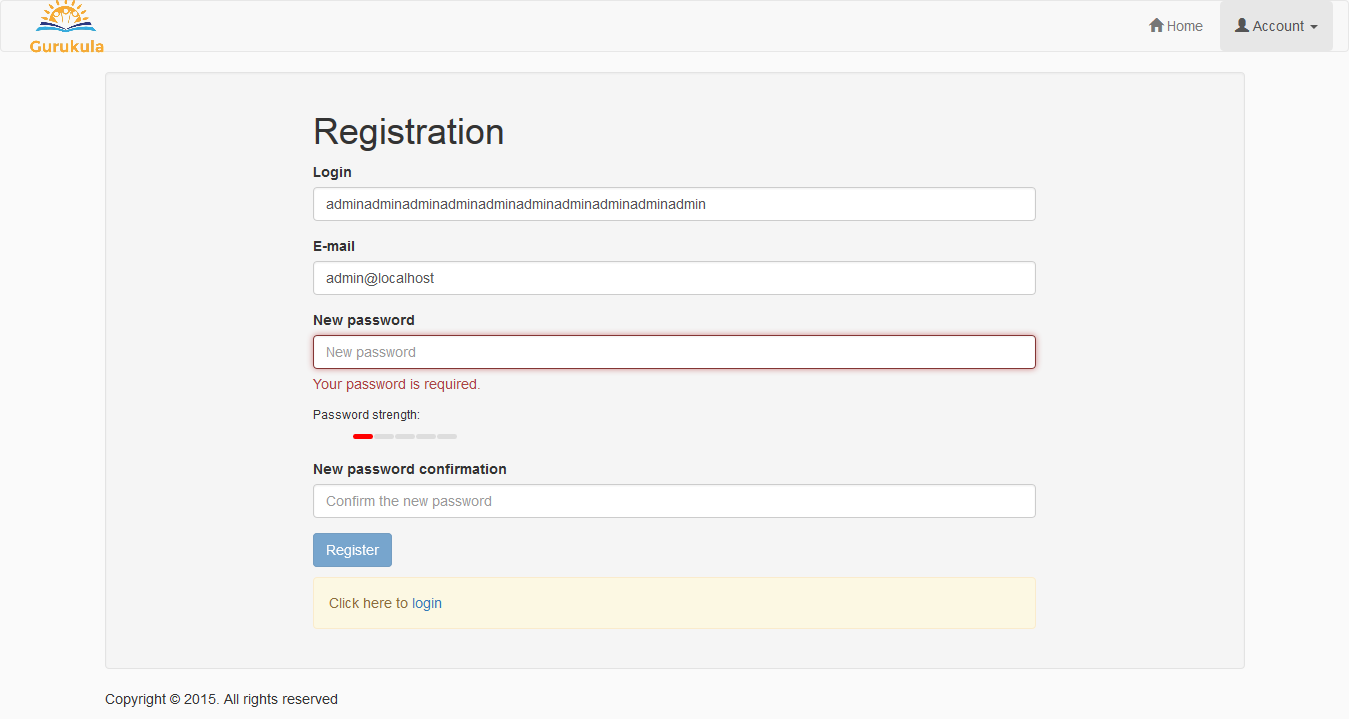 Gurukula
Home
Account
Registration
Login
adminadminadminadminadminadminadminadminadminadmin
E-mail
admin@localhost
New password
New password
Your password is required.
Password strength:
New password confirmation
Confirm the new password
Register
Click here to login
Copyright © 2015. All rights reserved